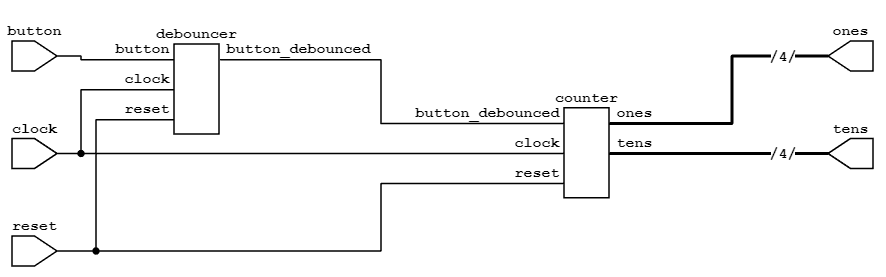 button
debouncer
button
button_debounced
clock
reset
clock
reset
counter
button_debounced
ones
clock
tens
reset
ones
/4/
tens
/4/